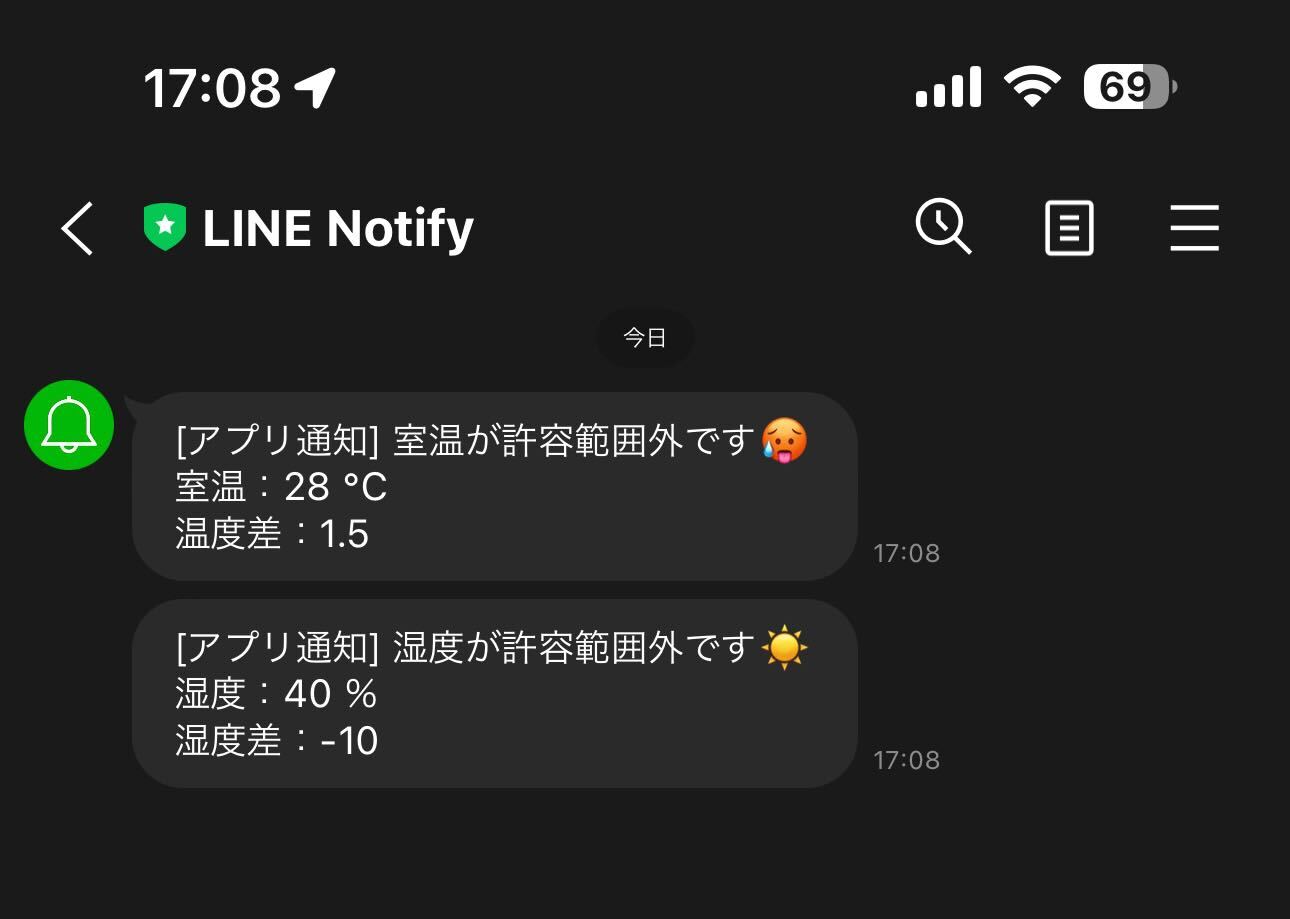 17:08
69
LINE Notify
今日
[アプリ通知] 室温が許容範囲外です🥵
室温：28 °C
温度差：1.5
17:08
[アプリ通知] 湿度が許容範囲外です☀️
湿度：40 %
湿度差：-10
17:08